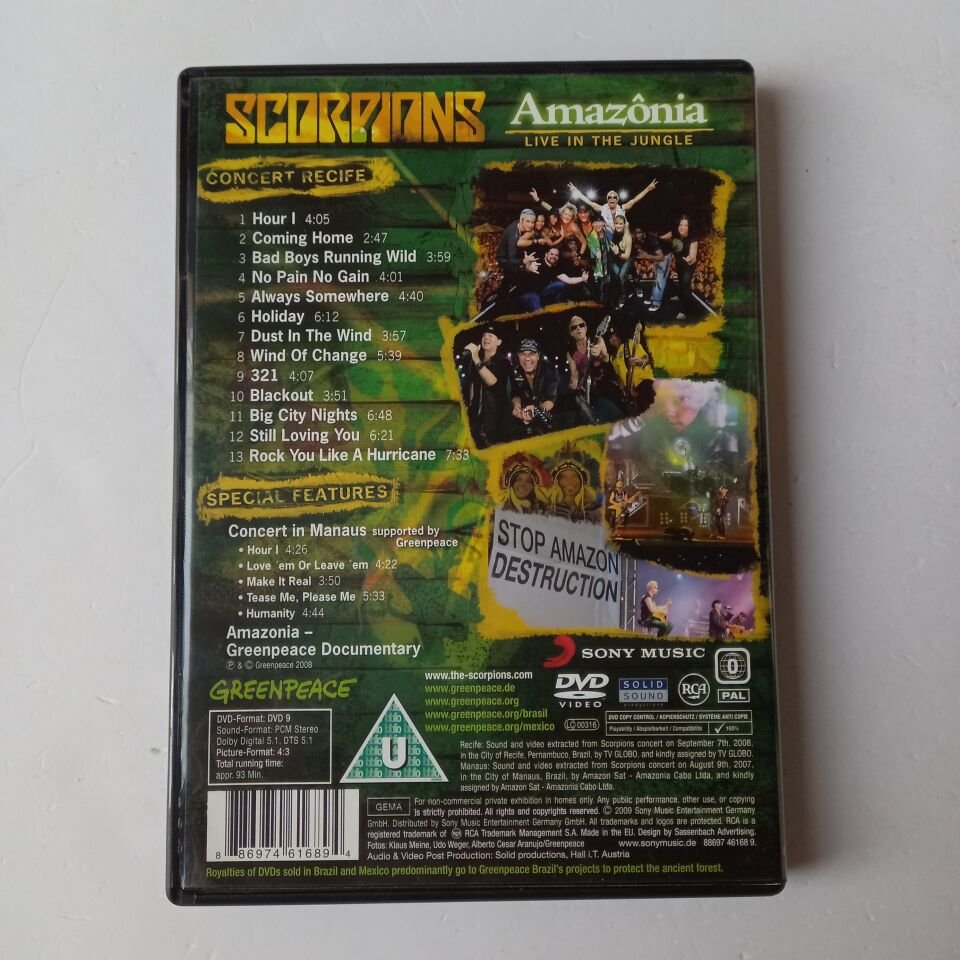 SCORPIONS
Amazônia
LIVE IN THE JUNGLE
CONCERT RECIFE
1 Hour I 4:05
2 Coming Home 2:47
3 Bad Boys Running Wild 3:59
4 No Pain No Gain 4:01
5 Always Somewhere 4:40
6 Holiday 6:12
7 Dust In The Wind 3:57
8 Wind Of Change 5:39
9 321 4:07
10 Blackout 3:51
11 Big City Nights 6:48
12 Still Loving You 6:21
13 Rock You Like A Hurricane 7:33
SPECIAL FEATURES
Concert in Manaus supported by
Greenpeace
• Hour I 4:26
• Love ´em Or Leave ´em 4:22
• Make It Real 3:50
• Tease Me, Please Me 5:33
• Humanity 4:44
Amazonia –
Greenpeace Documentary
℗ & © Greenpeace 2008
STOP AMAZON
DESTRUCTION
GREENPEACE
www.the-scorpions.com
www.greenpeace.de
www.greenpeace.org
www.greenpeace.org/brasil
www.greenpeace.org/mexico
SONY MUSIC
0
DVD
VIDEO
SOLID
SOUND
RCA
PAL
LC 00316
DVD COPY CONTROL / KOPIERSCHUTZ / SYSTÈME ANTI COPIE
Playability / Abspielbarkeit / Compatibilité ✓ 100%
DVD-Format: DVD 9
Sound-Format: PCM Stereo
Dolby Digital 5.1, DTS 5.1
Picture-Format: 4:3
Total running time:
appr. 93 Min.
U
Recife: Sound and video extracted from Scorpions concert on September 7th, 2008,
in the City of Recife, Pernambuco, Brazil, by TV GLOBO, and kindly assigned by TV GLOBO.
Manaus: Sound and video extracted from Scorpions concert on August 9th, 2007,
in the City of Manaus, Brazil, by Amazon Sat - Amazonia Cabo Ltda, and kindly
assigned by Amazon Sat - Amazonia Cabo Ltda.
GEMA
For non-commercial private exhibition in homes only. Any public performance, other use, or copying
is strictly prohibited. All rights and copyrights reserved. © 2009 Sony Music Entertainment Germany
GmbH. Distributed by Sony Music Entertainment Germany GmbH. All trademarks and logos are protected. RCA is a
registered trademark of RCA Trademark Management S.A. Made in the EU. Design by Sassenbach Advertising.
Fotos: Klaus Meine, Udo Weger, Alberto Cesar Aranujo/Greenpeace www.sonymusic.de 88697 46168 9.
Audio & Video Post Production: Solid productions, Hall i.T. Austria
8 86974 61689 4
Royalties of DVDs sold in Brazil and Mexico predominantly go to Greenpeace Brazil's projects to protect the ancient forest.